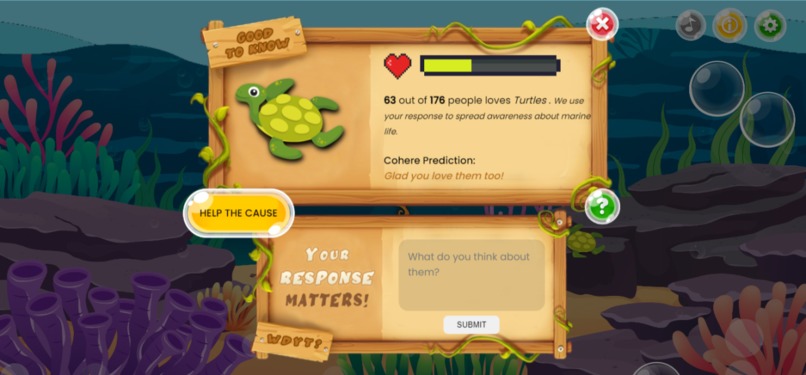 GOOD
TO KNOW
63 out of 176 people loves Turtles . We use
your response to spread awareness about marine
life.
Cohere Prediction:
Glad you love them too!
HELP THE CAUSE
?
YOUR
RESPONSE
MATTERS!
What do you think about
them?
SUBMIT
WDYT?